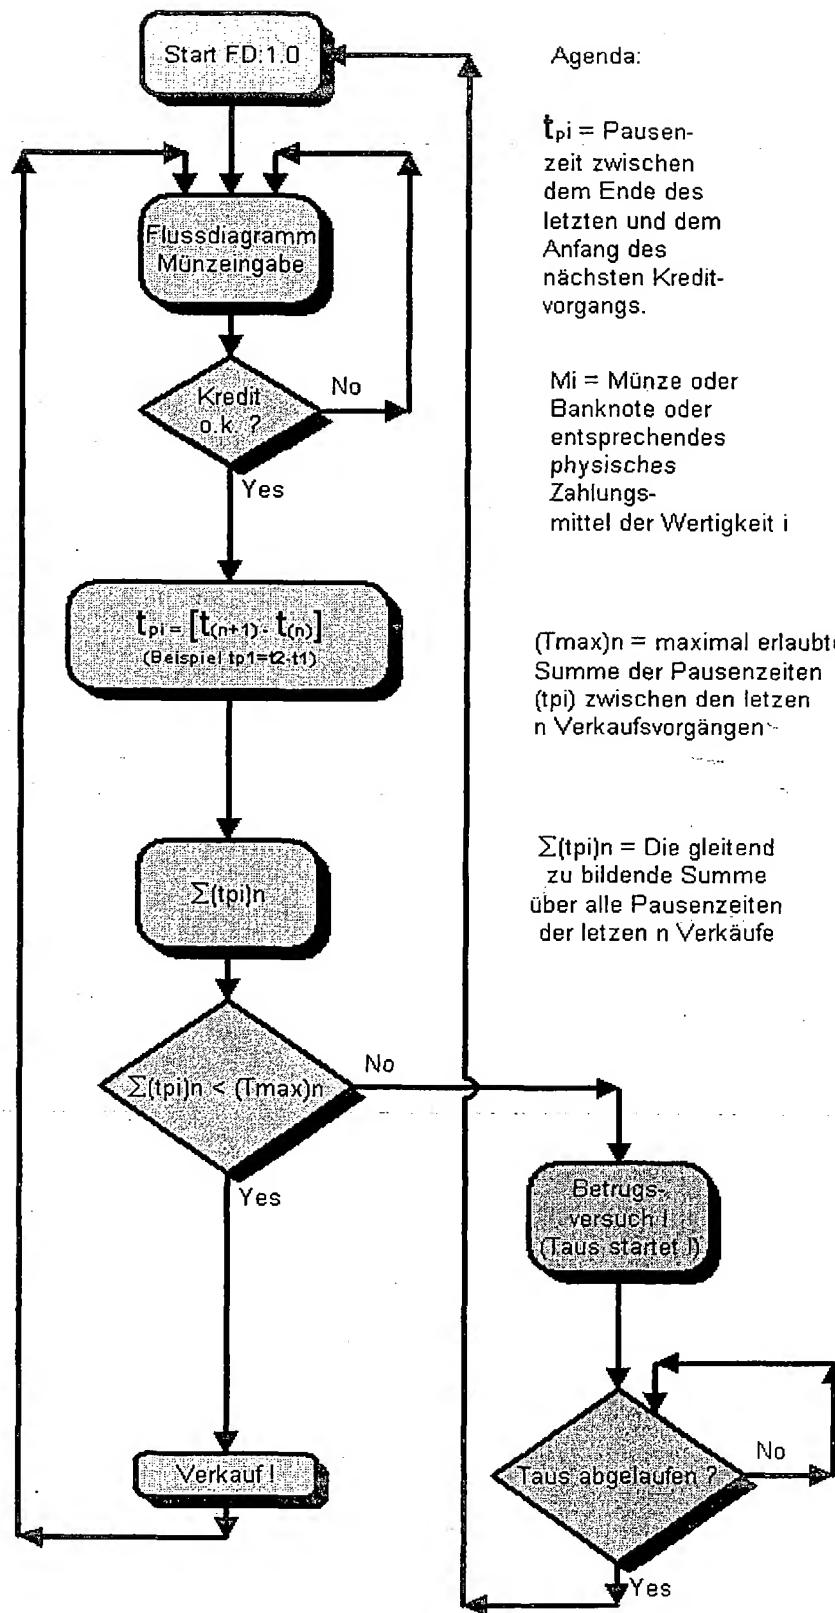 Start FD:1.0
Flussdiagramm
Münzeingabe
Kredit
o.k. ?
No
Yes
tpi = [t(n+1) - t(n)]
(Beispiel tp1=t2-t1)
Σ(tpi)n
Σ(tpi)n < (Tmax)n
No
Yes
Verkauf !
Betrugs-
versuch !
(Taus startet !)
Taus abgelaufen ?
No
Yes
Agenda:
tpi = Pausen-
zeit zwischen
dem Ende des
letzten und dem
Anfang des
nächsten Kredit-
vorgangs.
Mi = Münze oder
Banknote oder
entsprechendes
physisches
Zahlungs-
mittel der Wertigkeit i
(Tmax)n = maximal erlaubte
Summe der Pausenzeiten
(tpi) zwischen den letzen
n Verkaufsvorgängen
Σ(tpi)n = Die gleitend
zu bildende Summe
über alle Pausenzeiten
der letzen n Verkäufe